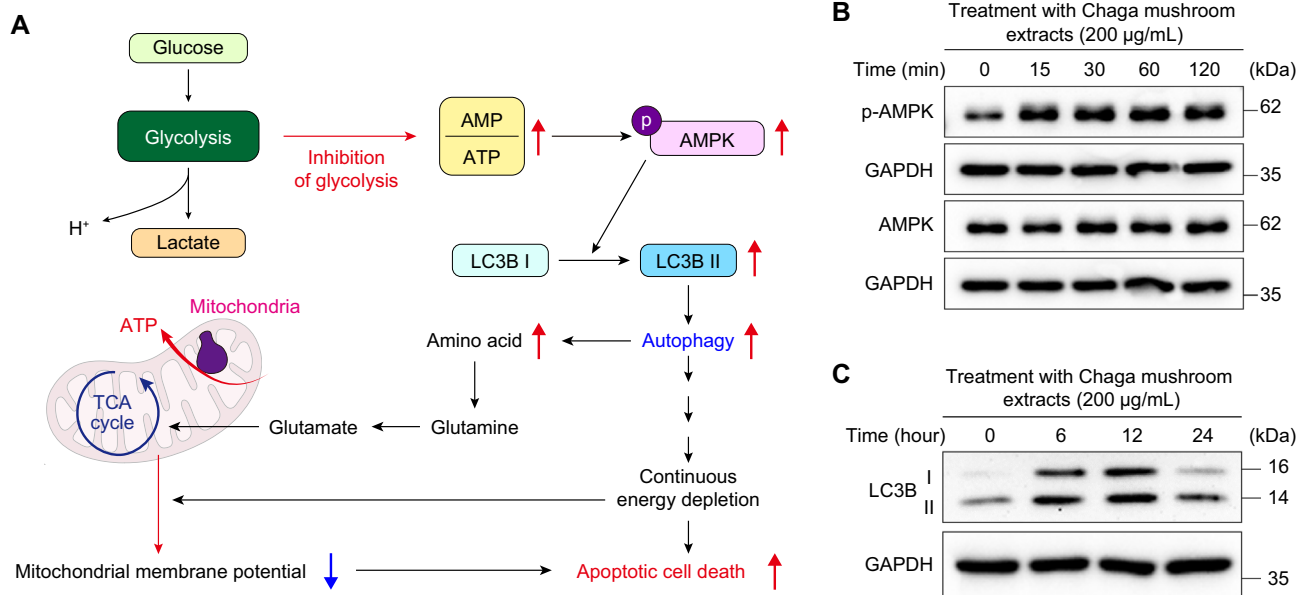 A
Glucose
Glycolysis
H⁺
Lactate
Inhibition
of glycolysis
AMP
ATP
p
AMPK
LC3B I
LC3B II
Mitochondria
ATP
TCA
cycle
Amino acid
Autophagy
Glutamate
Glutamine
Continuous
energy depletion
Mitochondrial membrane potential
Apoptotic cell death
B
Treatment with Chaga mushroom
extracts (200 µg/mL)
Time (min) 0 15 30 60 120 (kDa)
p-AMPK 62
GAPDH 35
AMPK 62
GAPDH 35
C
Treatment with Chaga mushroom
extracts (200 µg/mL)
Time (hour) 0 6 12 24 (kDa)
LC3B I 16
II 14
GAPDH 35